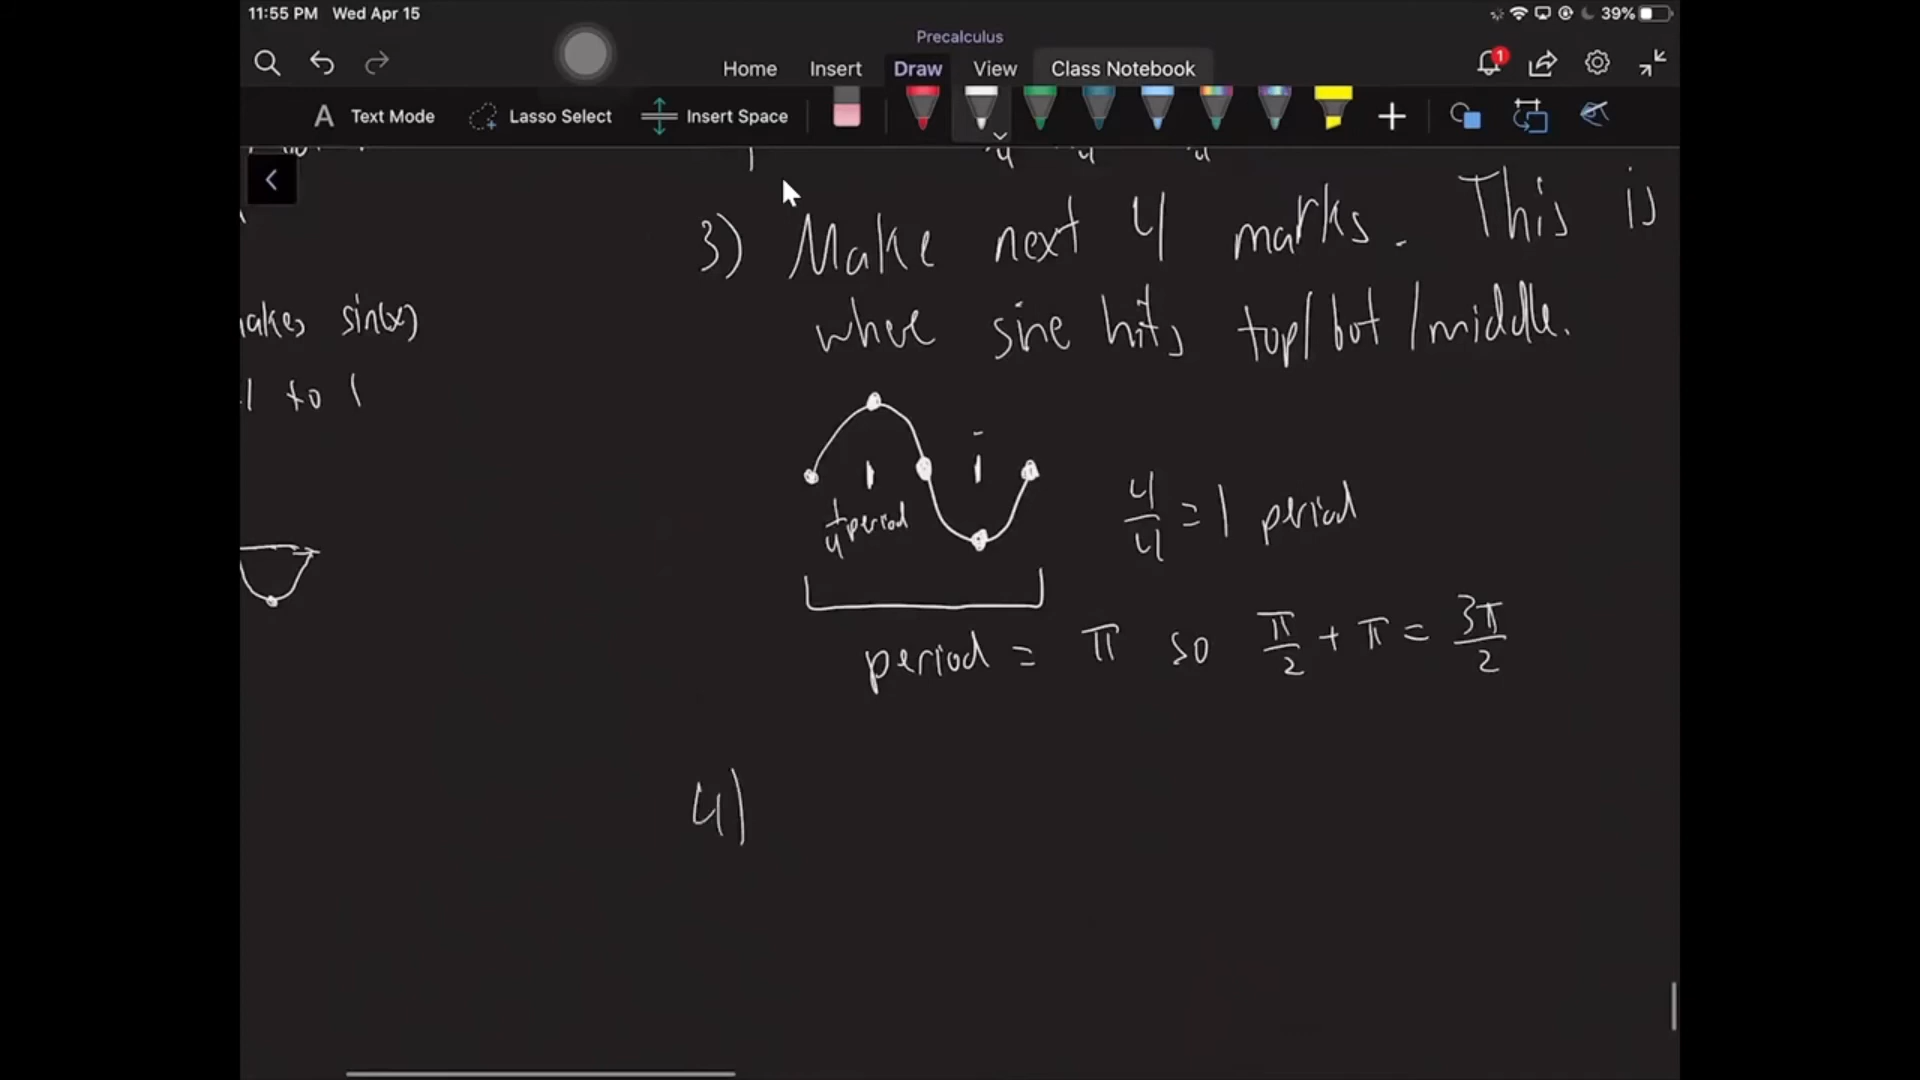 11:55 PM Wed Apr 15
39%
Precalculus
Home Insert Draw View Class Notebook
1
A Text Mode Lasso Select Insert Space
3) Make next 4 marks. This is
where sine hits top/bot/middle.
sin(x)
1 to 1
1/4 period
4/4 = 1 period
period = π so π/2 + π = 3π/2
4)